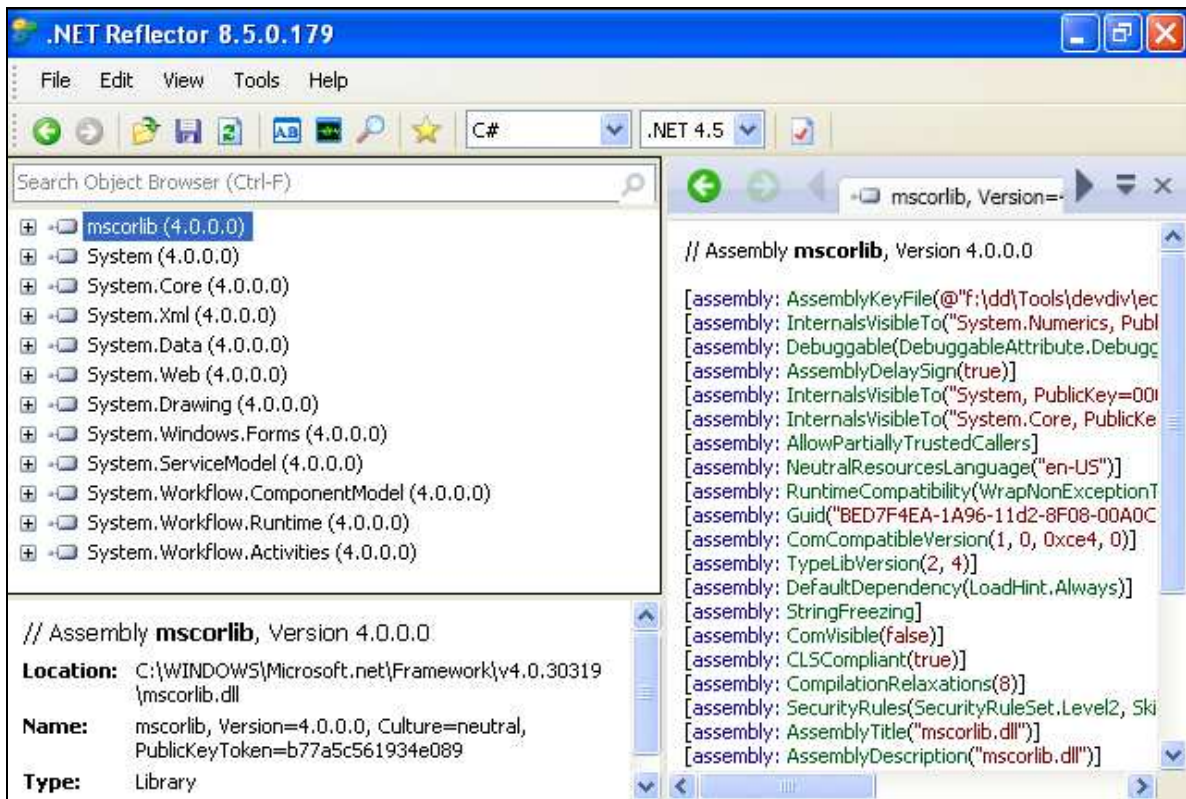 .NET Reflector 8.5.0.179
File Edit View Tools Help
C# .NET 4.5
Search Object Browser (Ctrl-F)
mscorlib (4.0.0.0)
System (4.0.0.0)
System.Core (4.0.0.0)
System.Xml (4.0.0.0)
System.Data (4.0.0.0)
System.Web (4.0.0.0)
System.Drawing (4.0.0.0)
System.Windows.Forms (4.0.0.0)
System.ServiceModel (4.0.0.0)
System.Workflow.ComponentModel (4.0.0.0)
System.Workflow.Runtime (4.0.0.0)
System.Workflow.Activities (4.0.0.0)
// Assembly mscorlib, Version 4.0.0.0
Location: C:\WINDOWS\Microsoft.net\Framework\v4.0.30319
\mscorlib.dll
Name: mscorlib, Version=4.0.0.0, Culture=neutral,
PublicKeyToken=b77a5c561934e089
Type: Library
mscorlib, Version=
// Assembly mscorlib, Version 4.0.0.0
[assembly: AssemblyKeyFile(@"f:\dd\Tools\devdiv\ec
[assembly: InternalsVisibleTo("System.Numerics, Publ
[assembly: Debuggable(DebuggableAttribute.Debugg
[assembly: AssemblyDelaySign(true)]
[assembly: InternalsVisibleTo("System, PublicKey=00
[assembly: InternalsVisibleTo("System.Core, PublicKe
[assembly: AllowPartiallyTrustedCallers]
[assembly: NeutralResourcesLanguage("en-US")]
[assembly: RuntimeCompatibility(WrapNonExceptionT
[assembly: Guid("BED7F4EA-1A96-11d2-8F08-00A0C
[assembly: ComCompatibleVersion(1, 0, 0xce4, 0)]
[assembly: TypeLibVersion(2, 4)]
[assembly: DefaultDependency(LoadHint.Always)]
[assembly: StringFreezing]
[assembly: ComVisible(false)]
[assembly: CLSCompliant(true)]
[assembly: CompilationRelaxations(8)]
[assembly: SecurityRules(SecurityRuleSet.Level2, Ski
[assembly: AssemblyTitle("mscorlib.dll")]
[assembly: AssemblyDescription("mscorlib.dll")]